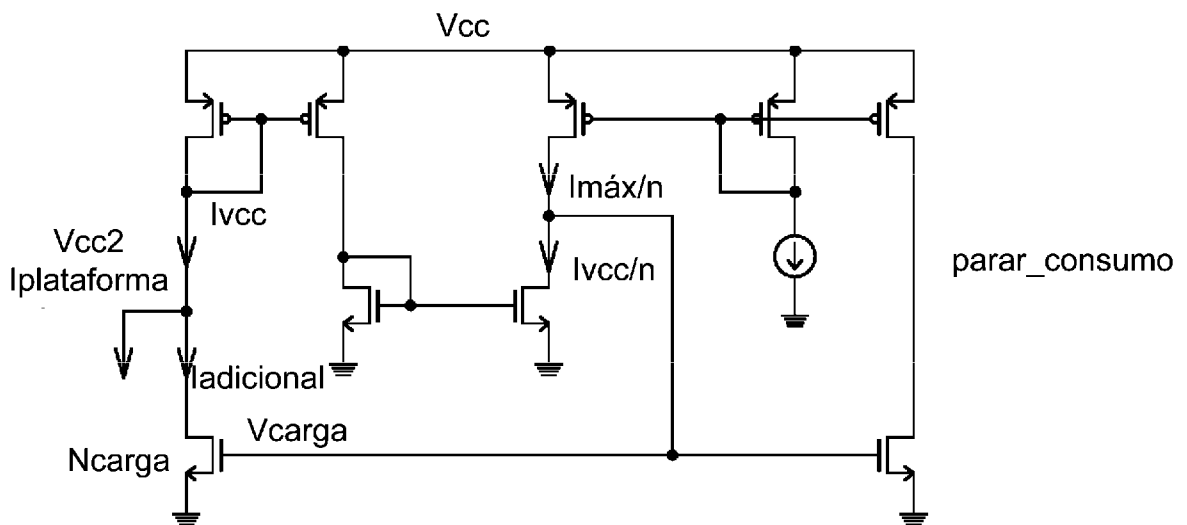 Vcc
Imáx/n
Ivcc
Vcc2
Ivcc/n
parar_consumo
Iplataforma
Iadicional
Vcarga
Ncarga